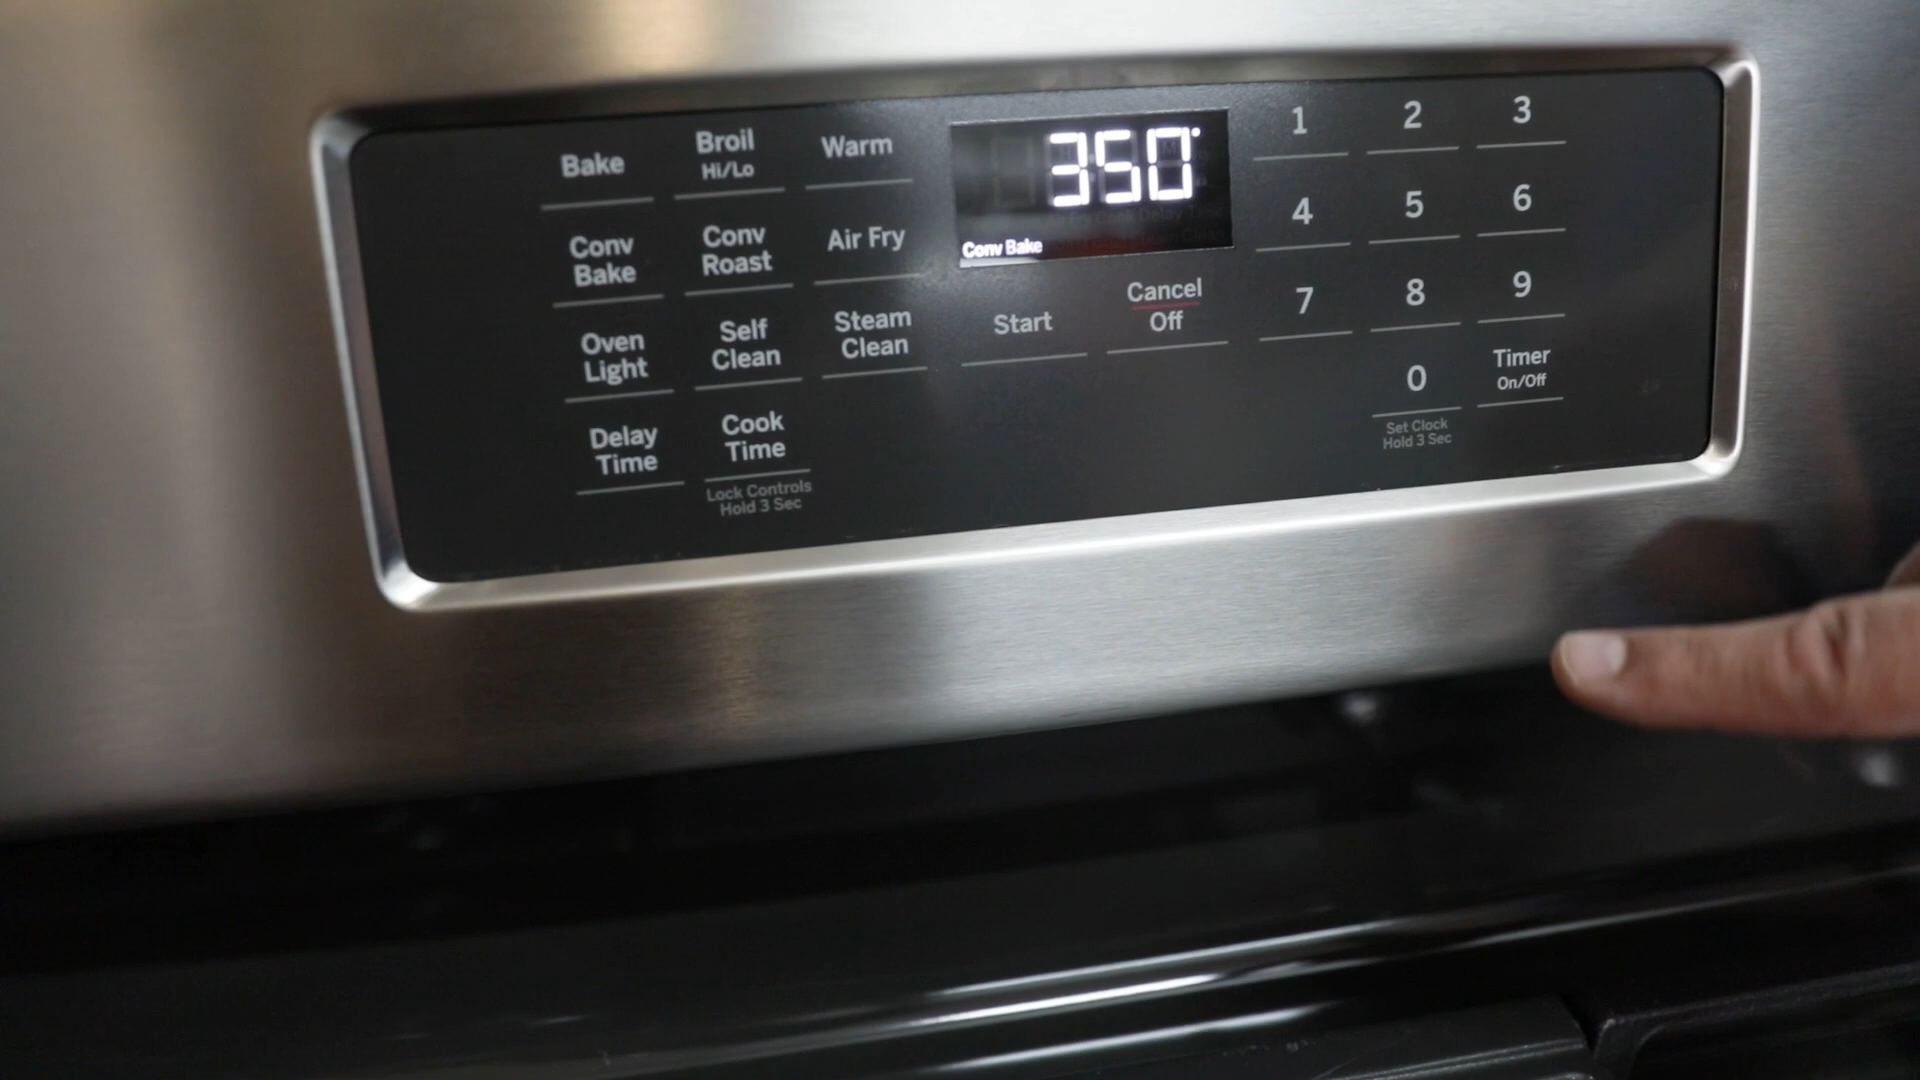 Bake
Broil
Hi/Lo
Warm
Conv
Bake
Conv
Roast
Air Fry
Oven
Light
Self
Clean
Steam
Clean
Delay
Time
Cook
Time
Lock Controls
Hold 3 Sec
350°
Conv Bake
Start
Cancel
Off
1
2
3
4
5
6
7
8
9
0
Set Clock
Hold 3 Sec
Timer
On/Off